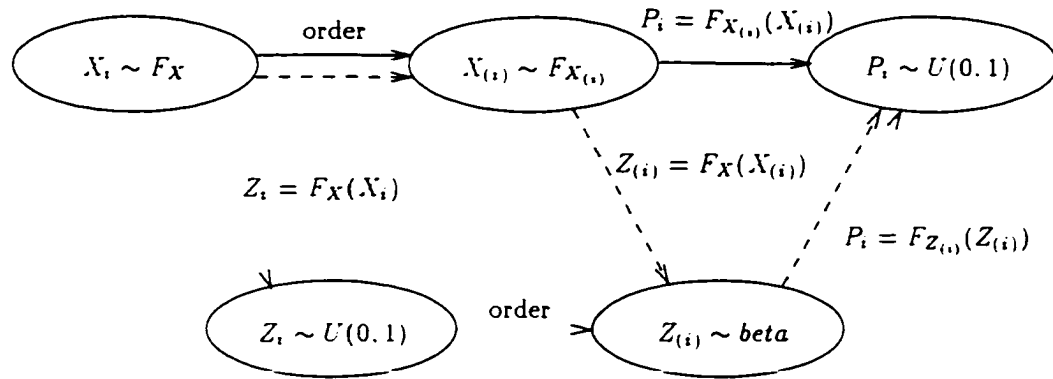 order
P_i = F_{X_{(i)}}(X_{(i)})
X_i ~ F_X
X_{(i)} ~ F_{X_{(i)}}
P_i ~ U(0.1)
Z_i = F_X(X_i)
Z_{(i)} = F_X(X_{(i)})
P_i = F_{Z_{(i)}}(Z_{(i)})
order
Z_i ~ U(0.1)
Z_{(i)} ~ beta